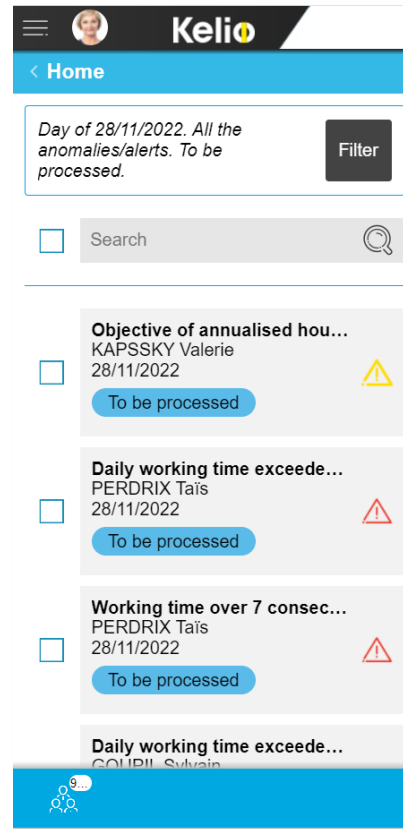 Kelio
< Home
Day of 28/11/2022. All the
anomalies/alerts. To be
processed.
Filter
Search
Objective of annualised hou...
KAPSSKY Valerie
28/11/2022
To be processed
Daily working time exceede...
PERDRIX Taïs
28/11/2022
To be processed
Working time over 7 consec...
PERDRIX Taïs
28/11/2022
To be processed
Daily working time exceede...
GOUPIL Sylvain
9...